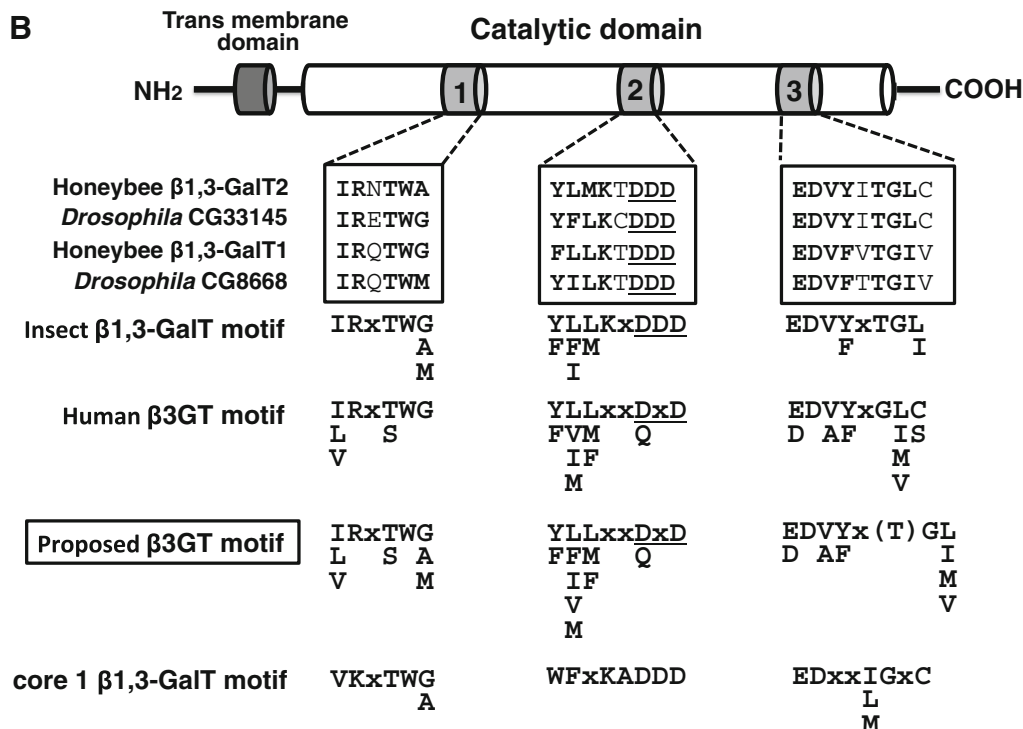 B
Trans membrane
domain
Catalytic domain
NH2 1 2 3 COOH
Honeybee β1,3-GalT2 IRNTWA YLMKTDDD EDVYITGLC
Drosophila CG33145 IRETWG YFLKCDDD EDVYITGLC
Honeybee β1,3-GalT1 IRQTWG FLLKTDDD EDVFVTGIV
Drosophila CG8668 IRQTWM YILKTDDD EDVFTTGIV
Insect β1,3-GalT motif IRxTWG YLLKxDDD EDVYxTGL
A FFM F I
M I
Human β3GT motif IRxTWG YLLxxDxD EDVYxGLC
L S FVM Q D AF IS
V IF M
M V
Proposed β3GT motif IRxTWG YLLxxDxD EDVYx(T)GL
L S A FFM Q D AF I
V M IF M
V V
M
core 1 β1,3-GalT motif VKxTWG WFxKADDD EDxxIGxC
A L
M